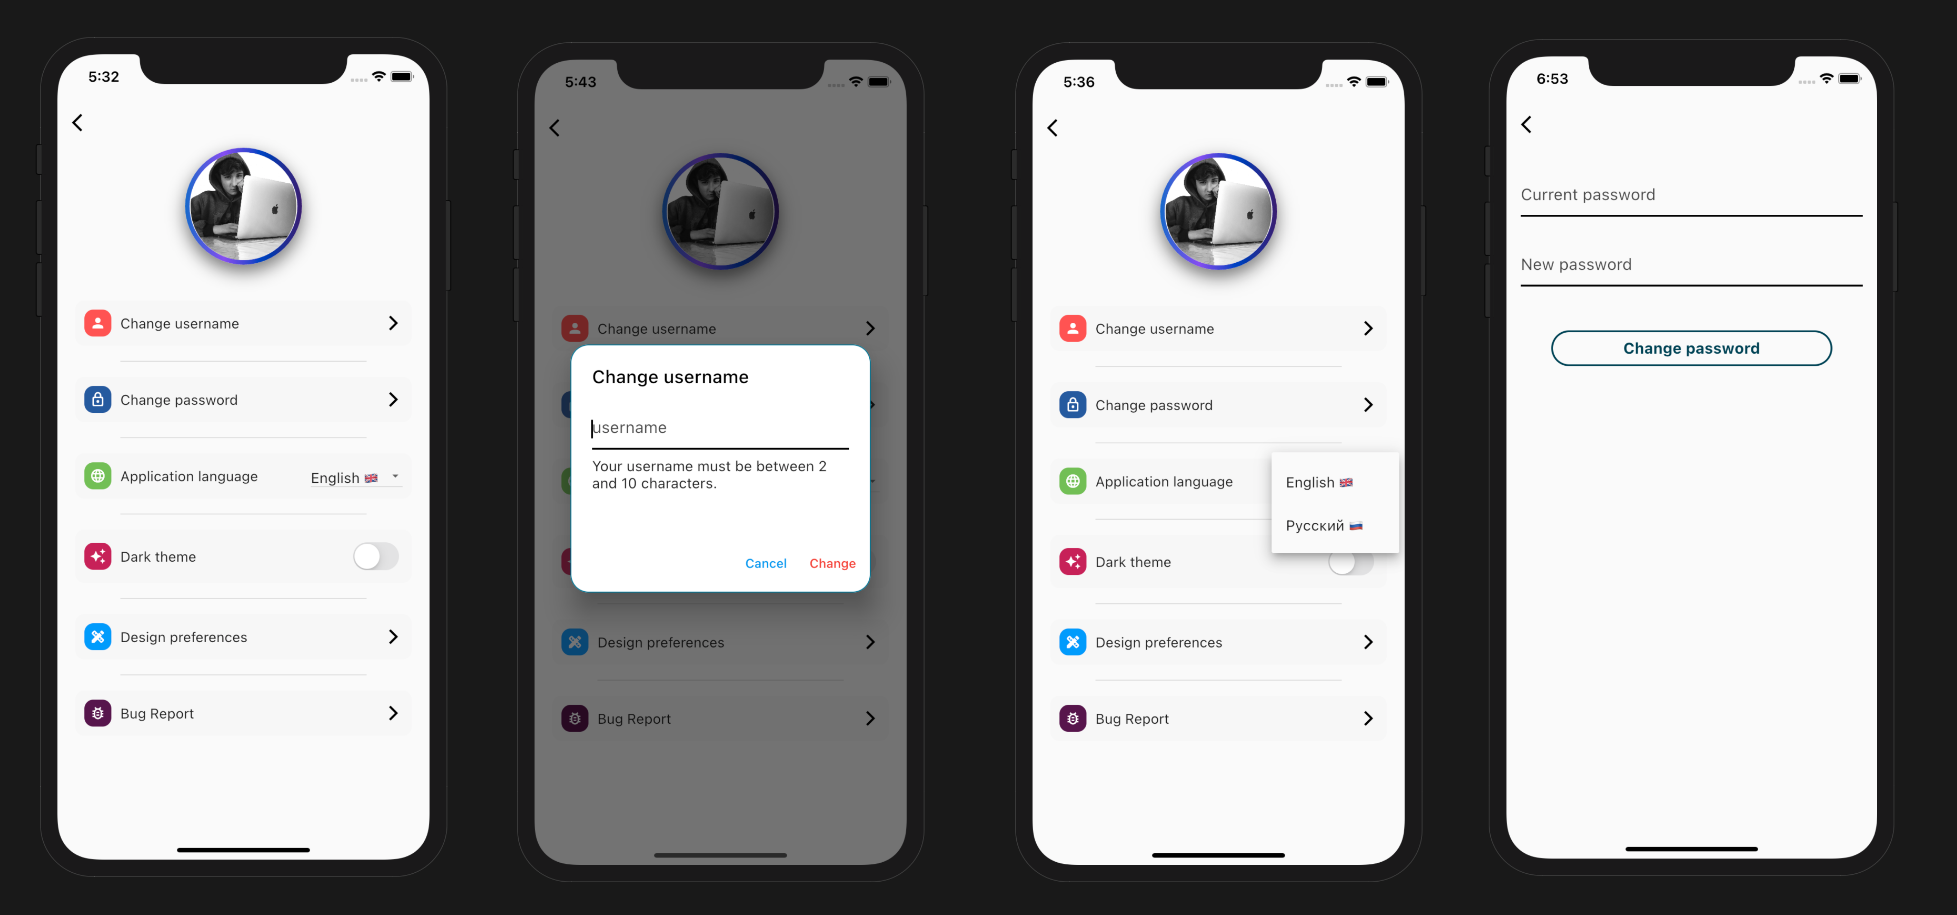 5:32
Change username
Change password
Application language English 🇬🇧
Dark theme
Design preferences
Bug Report
5:43
Change username
Change username
username
Your username must be between 2
and 10 characters.
Cancel Change
Design preferences
Bug Report
5:36
Change username
Change password
Application language
English 🇬🇧
Русский 🇷🇺
Dark theme
Design preferences
Bug Report
6:53
Current password
New password
Change password